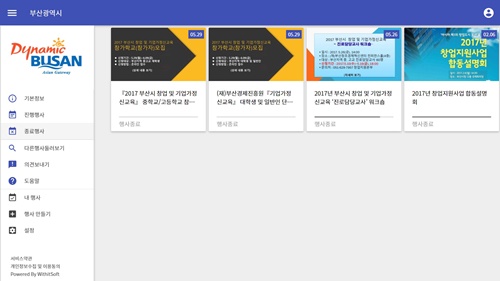 부산광역시
Dynamic
BUSAN
Asian Gateway
기본정보
진행행사
종료행사
다른행사둘러보기
의견보내기
도움말
내 행사
행사 만들기
설정
서비스약관
개인정보수집 및 이용동의
Powered By WithitSoft
05.29
2017 부산시 창업 및 기업가정신교육
참가학교(참가자)모집
『2017 부산시 창업 및 기업가정
신교육』 중학교/고등학교 참…
행사종료
05.29
2017 부산시 창업 및 기업가정신교육
참가학교(참가자)모집
(재)부산경제진흥원『기업가정
신교육』 대학생 및 일반인 단…
행사종료
05.26
2017 부산시 창업 및 기업가정신교육
< 진로담당교사 워크숍>
2017년 부산시 창업 및 기업가정
신교육 '진로담당교사' 워크숍
행사종료
02.06
2017년
창업지원사업
합동설명회
2017년 창업지원사업 합동설명
회
행사종료